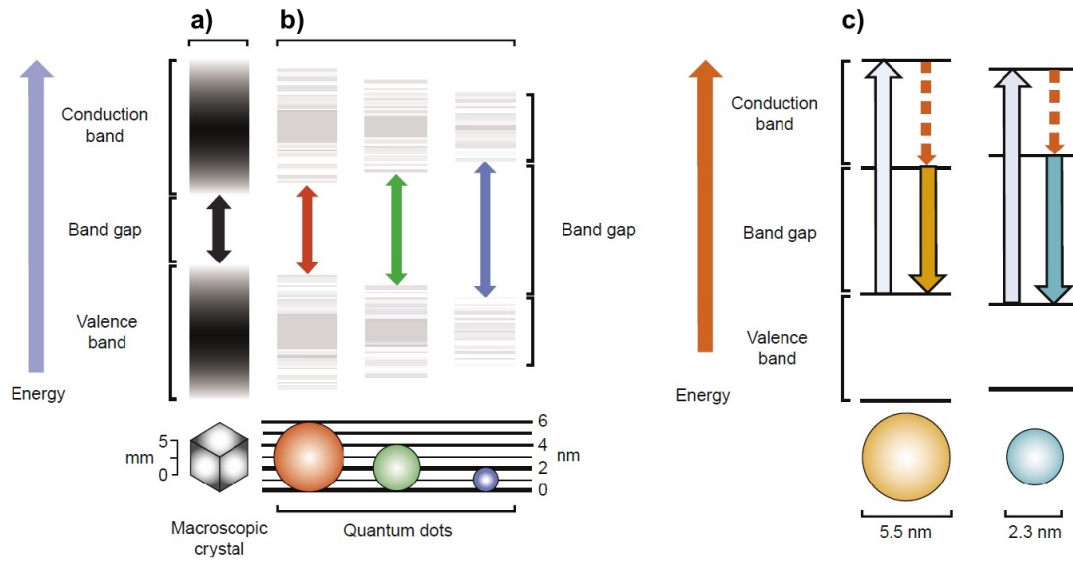 a)
b)
Conduction
band
Band gap
Valence
band
Energy
Band gap
5
mm
0
6
4
nm
2
0
Macroscopic
crystal
Quantum dots
c)
Conduction
band
Band gap
Valence
band
Energy
5.5 nm
2.3 nm